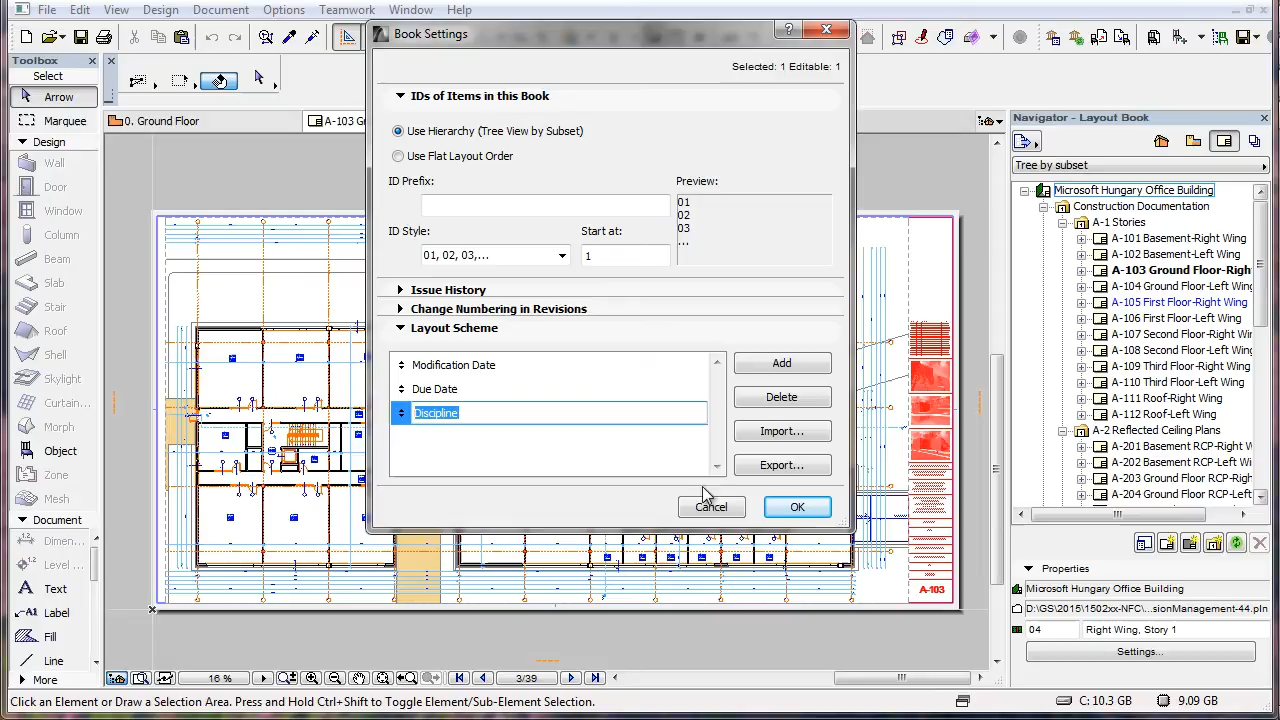 File Edit View Design Document Options Teamwork Window Help
Book Settings
Toolbox
Select
Arrow
Marquee
Design
Wall
Door
Window
Column
Beam
Slab
Stair
Roof
Shell
Skylight
Curtain...
Morph
Object
Zone
Mesh
Document
Dimen...
Level ...
Text
Label
Fill
Line
More
0. Ground Floor
A-103 G
Selected: 1 Editable: 1
IDs of Items in this Book
Use Hierarchy (Tree View by Subset)
Use Flat Layout Order
ID Prefix:
Preview:
01
02
03
...
ID Style:
Start at:
01, 02, 03,...
1
Issue History
Change Numbering in Revisions
Layout Scheme
Modification Date
Due Date
Discipline
Add
Delete
Import...
Export...
Cancel
OK
A-103
Navigator - Layout Book
Tree by subset
Microsoft Hungary Office Building
Construction Documentation
A-1 Stories
A-101 Basement-Right Wing
A-102 Basement-Left Wing
A-103 Ground Floor-Righ
A-104 Ground Floor-Left Wing
A-105 First Floor-Right Wing
A-106 First Floor-Left Wing
A-107 Second Floor-Right Wi
A-108 Second Floor-Left Win
A-109 Third Floor-Right Wing
A-110 Third Floor-Left Wing
A-111 Roof-Right Wing
A-112 Roof-Left Wing
A-2 Reflected Ceiling Plans
A-201 Basement RCP-Right W
A-202 Basement RCP-Left Wi
A-203 Ground Floor RCP-Rig
A-204 Ground Floor RCP-Lef
Properties
Microsoft Hungary Office Building
D:\GS\2015\1502xx-NFC\...sionManagement-44.pln
04 Right Wing, Story 1
Settings...
16 %
3/39
Click an Element or Draw a Selection Area. Press and Hold Ctrl+Shift to Toggle Element/Sub-Element Selection.
C: 10.3 GB
9.09 GB